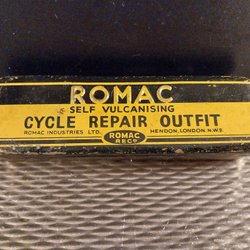 ROMAC
SELF VULCANISING
CYCLE REPAIR OUTFIT
ROMAC INDUSTRIES LTD. ROMAC HENDON, LONDON N.W.9.
REGD